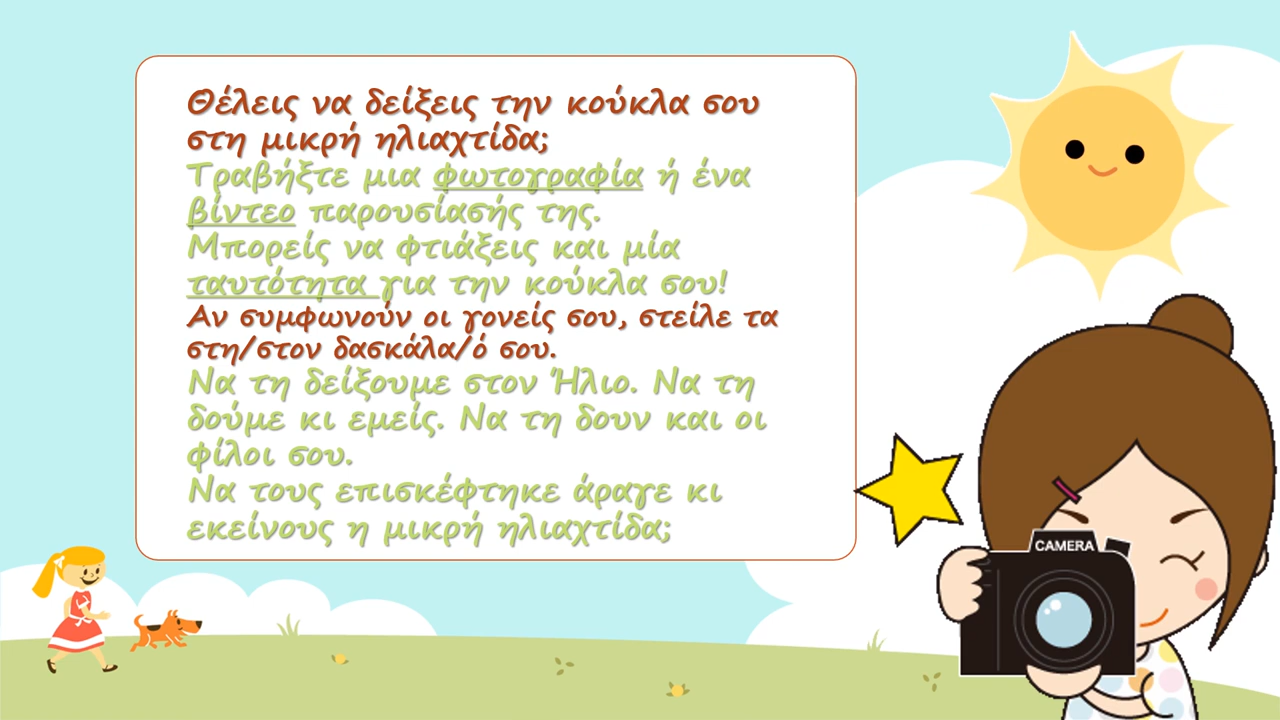 Θέλεις να δείξεις την κούκλα σου
στη μικρή ηλιαχτίδα;
Τραβήξτε μια φωτογραφία ή ένα
βίντεο παρουσίασής της.
Μπορείς να φτιάξεις και μία
ταυτότητα για την κούκλα σου!
Αν συμφωνούν οι γονείς σου, στείλε τα
στη/στον δασκάλα/ό σου.
Να τη δείξουμε στον Ήλιο. Να τη
δούμε κι εμείς. Να τη δουν και οι
φίλοι σου.
Να τους επισκέφτηκε άραγε κι
εκείνους η μικρή ηλιαχτίδα;
CAMERA